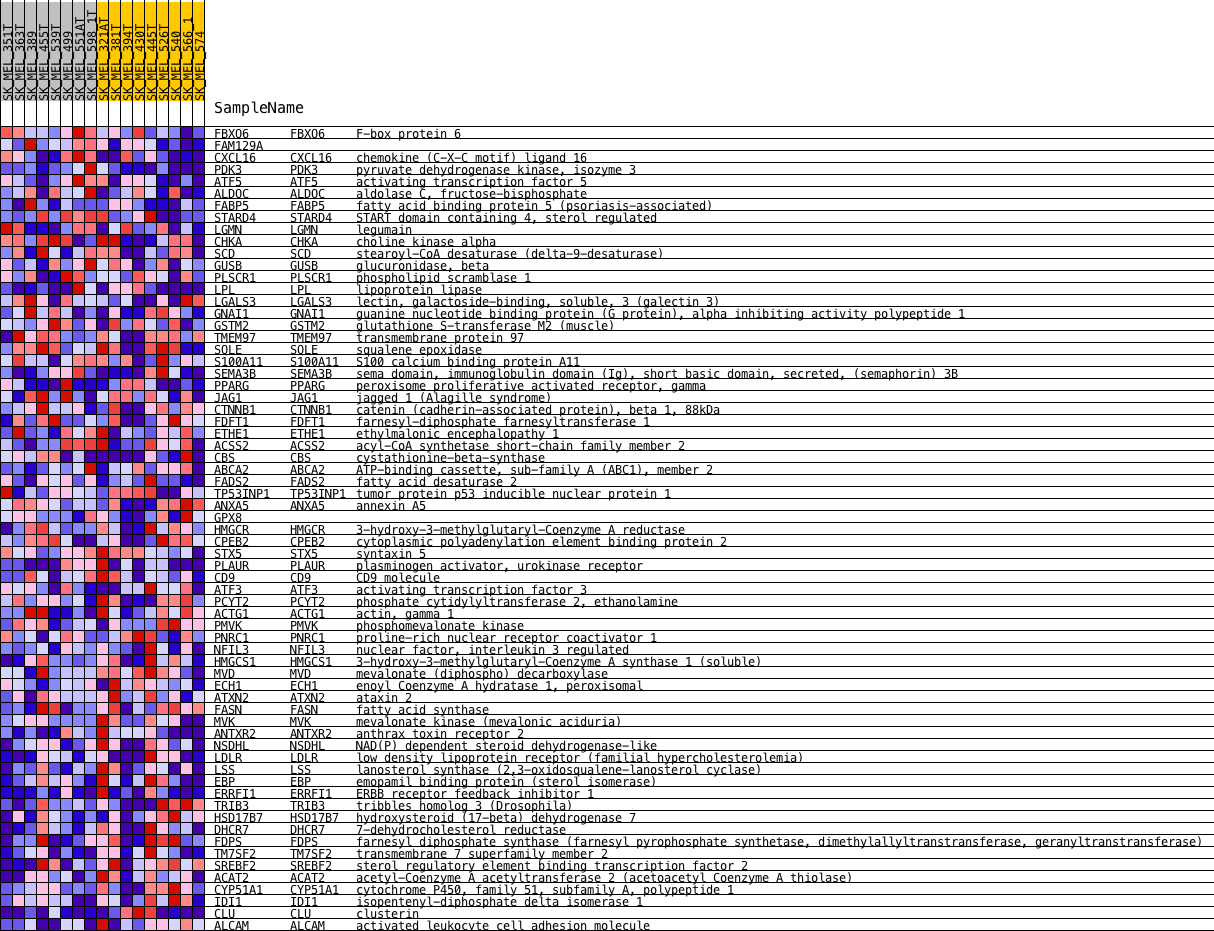 SK_MEL_351T
SK_MEL_363T
SK_MEL_389
SK_MEL_455T
SK_MEL_539T
SK_MEL_499
SK_MEL_551AT
SK_MEL_598_1T
SK_MEL_321AT
SK_MEL_381T
SK_MEL_394T
SK_MEL_430T
SK_MEL_445T
SK_MEL_526T
SK_MEL_540
SK_MEL_566_1
SK_MEL_574
SampleName
FBXO6 FBXO6 F-box protein 6
FAM129A
CXCL16 CXCL16 chemokine (C-X-C motif) ligand 16
PDK3 PDK3 pyruvate dehydrogenase kinase, isozyme 3
ATF5 ATF5 activating transcription factor 5
ALDOC ALDOC aldolase C, fructose-bisphosphate
FABP5 FABP5 fatty acid binding protein 5 (psoriasis-associated)
STARD4 STARD4 START domain containing 4, sterol regulated
LGMN LGMN legumain
CHKA CHKA choline kinase alpha
SCD SCD stearoyl-CoA desaturase (delta-9-desaturase)
GUSB GUSB glucuronidase, beta
PLSCR1 PLSCR1 phospholipid scramblase 1
LPL LPL lipoprotein lipase
LGALS3 LGALS3 lectin, galactoside-binding, soluble, 3 (galectin 3)
GNAI1 GNAI1 guanine nucleotide binding protein (G protein), alpha inhibiting activity polypeptide 1
GSTM2 GSTM2 glutathione S-transferase M2 (muscle)
TMEM97 TMEM97 transmembrane protein 97
SQLE SQLE squalene epoxidase
S100A11 S100A11 S100 calcium binding protein A11
SEMA3B SEMA3B sema domain, immunoglobulin domain (Ig), short basic domain, secreted, (semaphorin) 3B
PPARG PPARG peroxisome proliferative activated receptor, gamma
JAG1 JAG1 jagged 1 (Alagille syndrome)
CTNNB1 CTNNB1 catenin (cadherin-associated protein), beta 1, 88kDa
FDFT1 FDFT1 farnesyl-diphosphate farnesyltransferase 1
ETHE1 ETHE1 ethylmalonic encephalopathy 1
ACSS2 ACSS2 acyl-CoA synthetase short-chain family member 2
CBS CBS cystathionine-beta-synthase
ABCA2 ABCA2 ATP-binding cassette, sub-family A (ABC1), member 2
FADS2 FADS2 fatty acid desaturase 2
TP53INP1 TP53INP1 tumor protein p53 inducible nuclear protein 1
ANXA5 ANXA5 annexin A5
GPX8
HMGCR HMGCR 3-hydroxy-3-methylglutaryl-Coenzyme A reductase
CPEB2 CPEB2 cytoplasmic polyadenylation element binding protein 2
STX5 STX5 syntaxin 5
PLAUR PLAUR plasminogen activator, urokinase receptor
CD9 CD9 CD9 molecule
ATF3 ATF3 activating transcription factor 3
PCYT2 PCYT2 phosphate cytidylyltransferase 2, ethanolamine
ACTG1 ACTG1 actin, gamma 1
PMVK PMVK phosphomevalonate kinase
PNRC1 PNRC1 proline-rich nuclear receptor coactivator 1
NFIL3 NFIL3 nuclear factor, interleukin 3 regulated
HMGCS1 HMGCS1 3-hydroxy-3-methylglutaryl-Coenzyme A synthase 1 (soluble)
MVD MVD mevalonate (diphospho) decarboxylase
ECH1 ECH1 enoyl Coenzyme A hydratase 1, peroxisomal
ATXN2 ATXN2 ataxin 2
FASN FASN fatty acid synthase
MVK MVK mevalonate kinase (mevalonic aciduria)
ANTXR2 ANTXR2 anthrax toxin receptor 2
NSDHL NSDHL NAD(P) dependent steroid dehydrogenase-like
LDLR LDLR low density lipoprotein receptor (familial hypercholesterolemia)
LSS LSS lanosterol synthase (2,3-oxidosqualene-lanosterol cyclase)
EBP EBP emopamil binding protein (sterol isomerase)
ERRFI1 ERRFI1 ERBB receptor feedback inhibitor 1
TRIB3 TRIB3 tribbles homolog 3 (Drosophila)
HSD17B7 HSD17B7 hydroxysteroid (17-beta) dehydrogenase 7
DHCR7 DHCR7 7-dehydrocholesterol reductase
FDPS FDPS farnesyl diphosphate synthase (farnesyl pyrophosphate synthetase, dimethylallyltranstransferase, geranyltranstransferase)
TM7SF2 TM7SF2 transmembrane 7 superfamily member 2
SREBF2 SREBF2 sterol regulatory element binding transcription factor 2
ACAT2 ACAT2 acetyl-Coenzyme A acetyltransferase 2 (acetoacetyl Coenzyme A thiolase)
CYP51A1 CYP51A1 cytochrome P450, family 51, subfamily A, polypeptide 1
IDI1 IDI1 isopentenyl-diphosphate delta isomerase 1
CLU CLU clusterin
ALCAM ALCAM activated leukocyte cell adhesion molecule